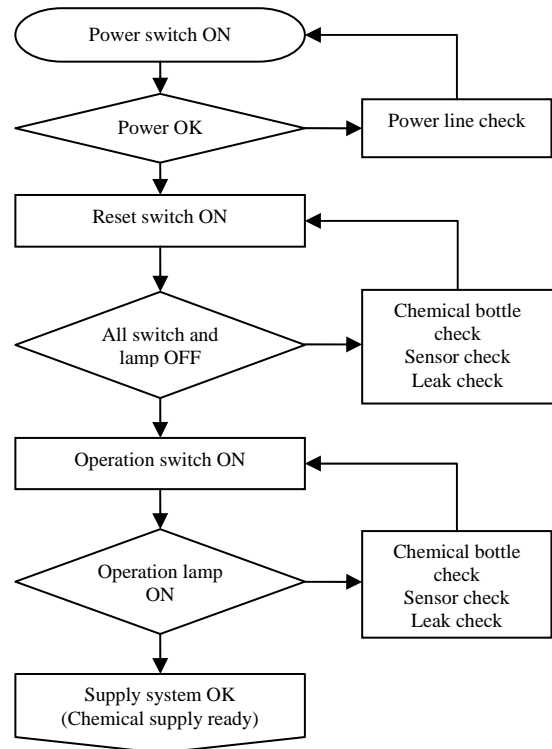 Power switch ON
Power OK
Power line check
Reset switch ON
All switch and
lamp OFF
Chemical bottle
check
Sensor check
Leak check
Operation switch ON
Operation lamp
ON
Chemical bottle
check
Sensor check
Leak check
Supply system OK
(Chemical supply ready)